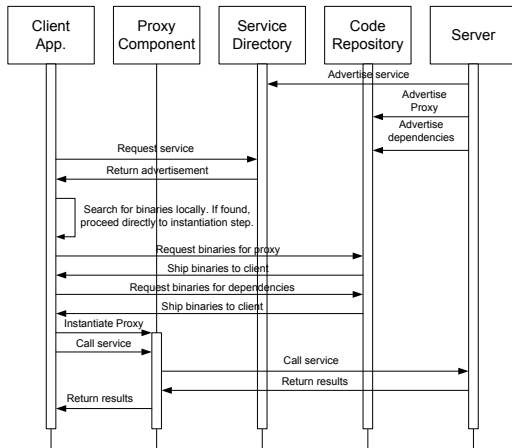 Client
App.
Proxy
Component
Service
Directory
Code
Repository
Server
Advertise service
Advertise
Proxy
Advertise
dependencies
Request service
Return advertisement
Search for binaries locally. If found,
proceed directly to instantiation step.
Request binaries for proxy
Ship binaries to client
Request binaries for dependencies
Ship binaries to client
Instantiate Proxy
Call service
Call service
Return results
Return results